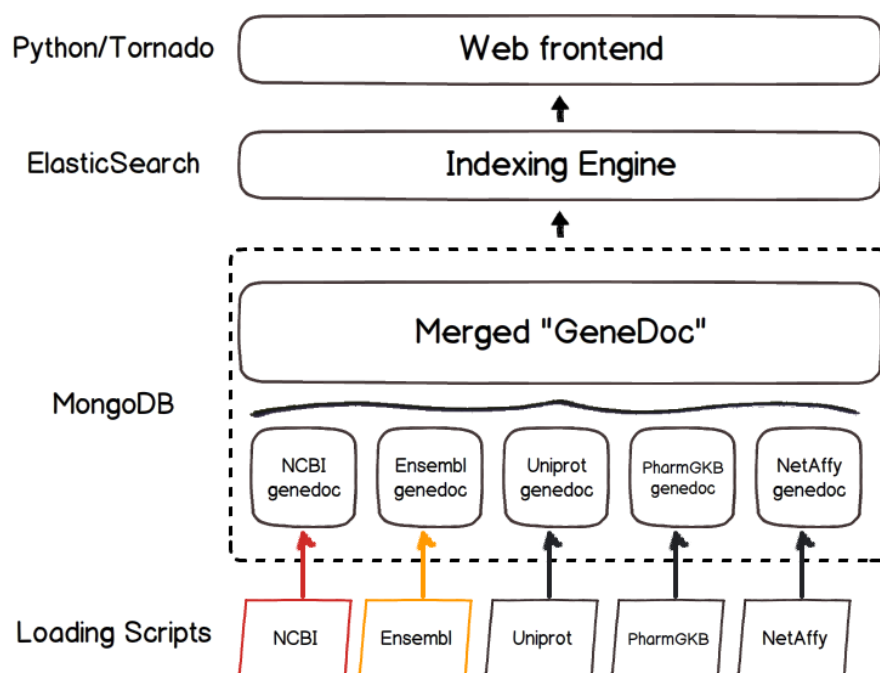 Python/Tornado
Web frontend
ElasticSearch
Indexing Engine
Merged "GeneDoc"
MongoDB
NCBI
genedoc
Ensembl
genedoc
Uniprot
genedoc
PharmGKB
genedoc
NetAffy
genedoc
Loading Scripts
NCBI
Ensembl
Uniprot
PharmGKB
NetAffy